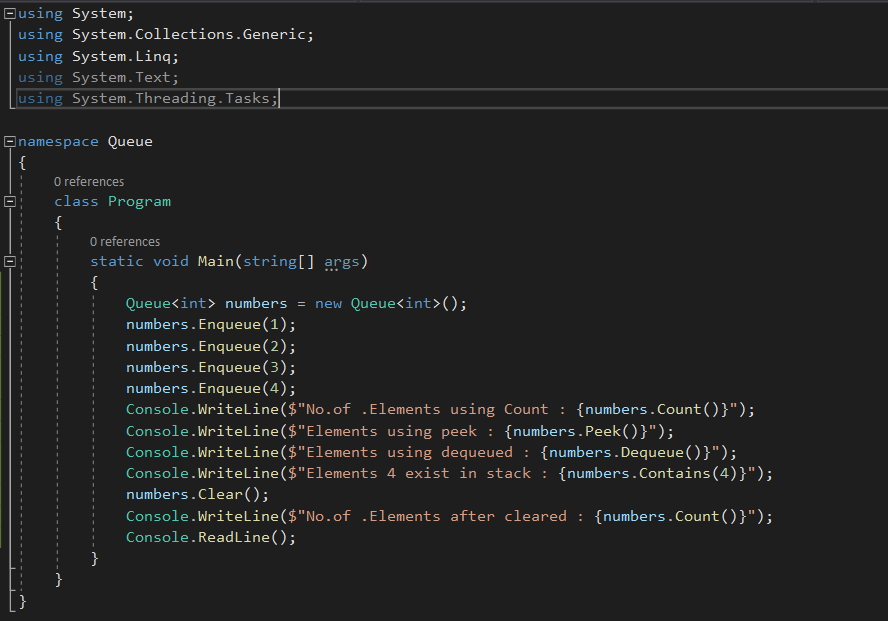 using System;
using System.Collections.Generic;
using System.Linq;
using System.Text;
using System.Threading.Tasks;
namespace Queue
{
0 references
class Program
{
0 references
static void Main(string[] args)
{
Queue<int> numbers = new Queue<int>();
numbers.Enqueue(1);
numbers.Enqueue(2);
numbers.Enqueue(3);
numbers.Enqueue(4);
Console.WriteLine($"No.of .Elements using Count : {numbers.Count()}");
Console.WriteLine($"Elements using peek : {numbers.Peek()}");
Console.WriteLine($"Elements using dequeued : {numbers.Dequeue()}");
Console.WriteLine($"Elements 4 exist in stack : {numbers.Contains(4)}");
numbers.Clear();
Console.WriteLine($"No.of .Elements after cleared : {numbers.Count()}");
Console.ReadLine();
}
}
}